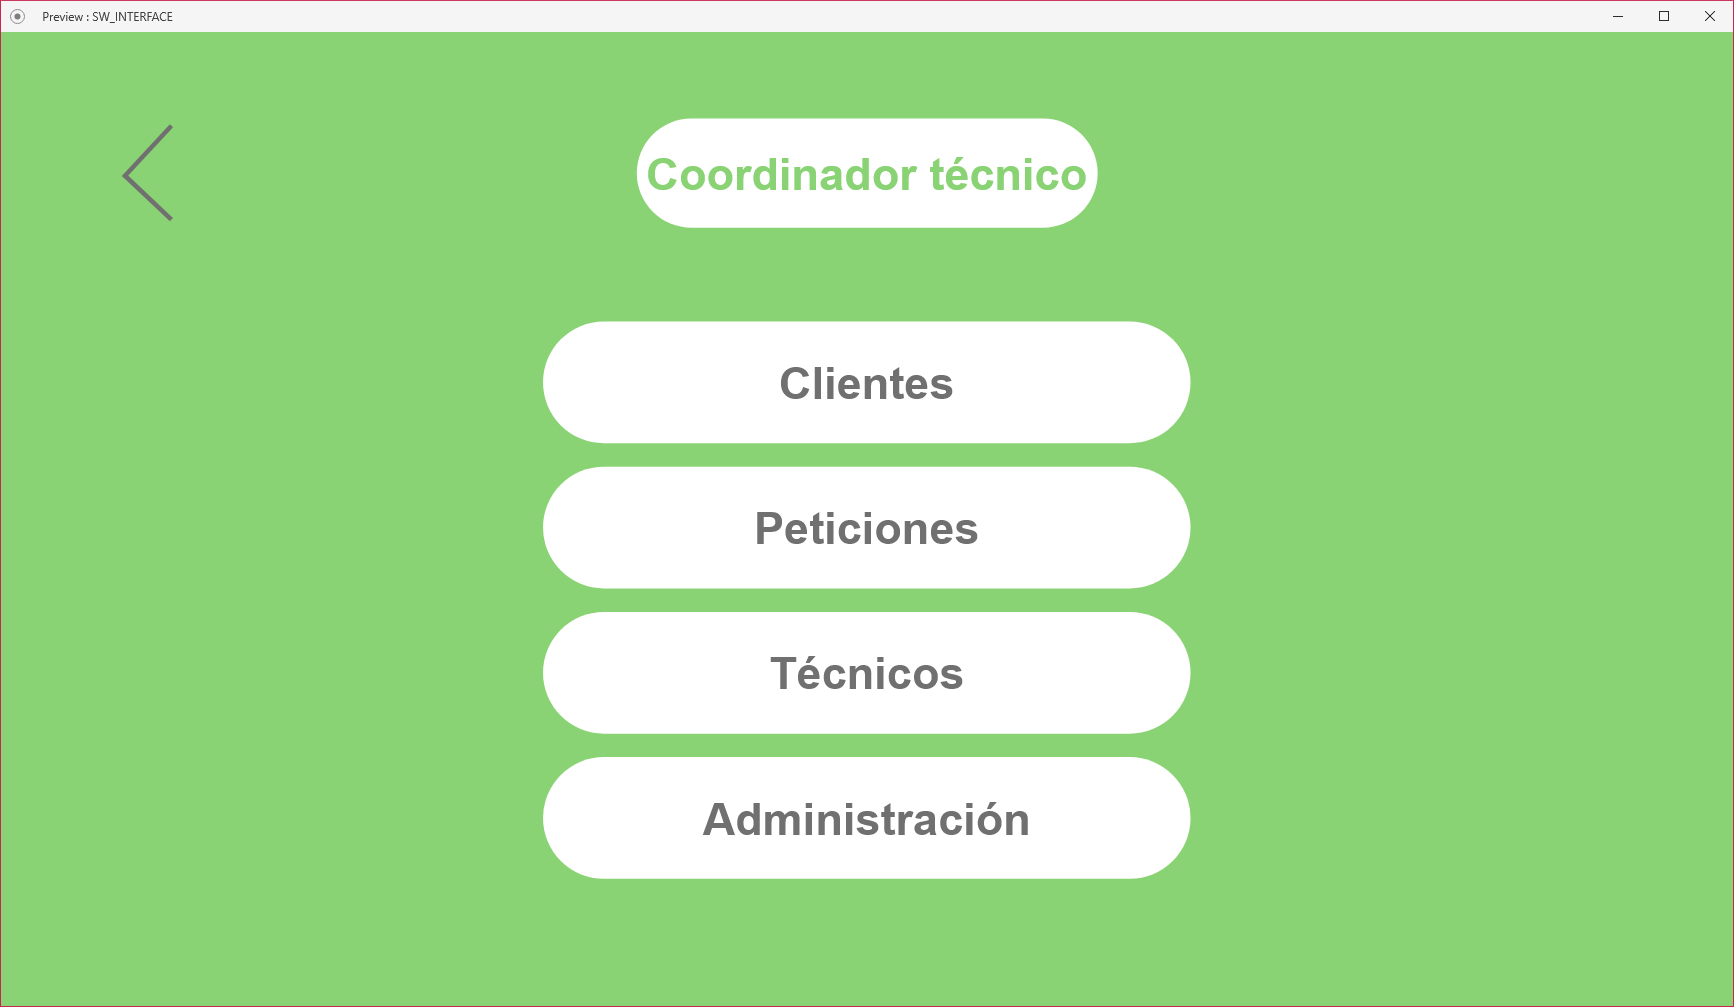 Preview : SW_INTERFACE
Coordinador técnico
Clientes
Peticiones
Técnicos
Administración